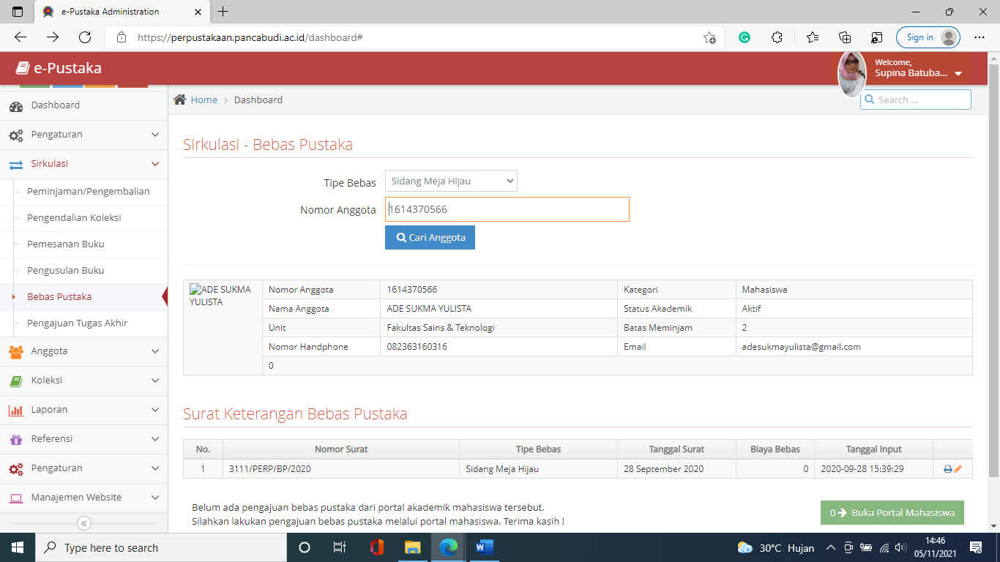 e-Pustaka Administration
https://perpustakaan.pancabudi.ac.id/dashboard#
Sign in
e-Pustaka
Welcome,
Supina Batuba...
Dashboard
Pengaturan
Sirkulasi
Peminjaman/Pengembalian
Pengendalian Koleksi
Pemesanan Buku
Pengusulan Buku
Bebas Pustaka
Pengajuan Tugas Akhir
Anggota
Koleksi
Laporan
Referensi
Pengaturan
Manajemen Website
Home > Dashboard
Search ...
Sirkulasi - Bebas Pustaka
Tipe Bebas Sidang Meja Hijau
Nomor Anggota 1614370566
Cari Anggota
ADE SUKMA
YULISTA
Nomor Anggota 1614370566 Kategori Mahasiswa
Nama Anggota ADE SUKMA YULISTA Status Akademik Aktif
Unit Fakultas Sains & Teknologi Batas Meminjam 2
Nomor Handphone 082363160316 Email adesukmayulista@gmail.com
0
Surat Keterangan Bebas Pustaka
No. Nomor Surat Tipe Bebas Tanggal Surat Biaya Bebas Tanggal Input
1 3111/PERP/BP/2020 Sidang Meja Hijau 28 September 2020 0 2020-09-28 15:39:29
Belum ada pengajuan bebas pustaka dari portal akademik mahasiswa tersebut.
Silahkan lakukan pengajuan bebas pustaka melalui portal mahasiswa. Terima kasih !
0 Buka Portal Mahasiswa
Type here to search
30°C Hujan
14:46
05/11/2021